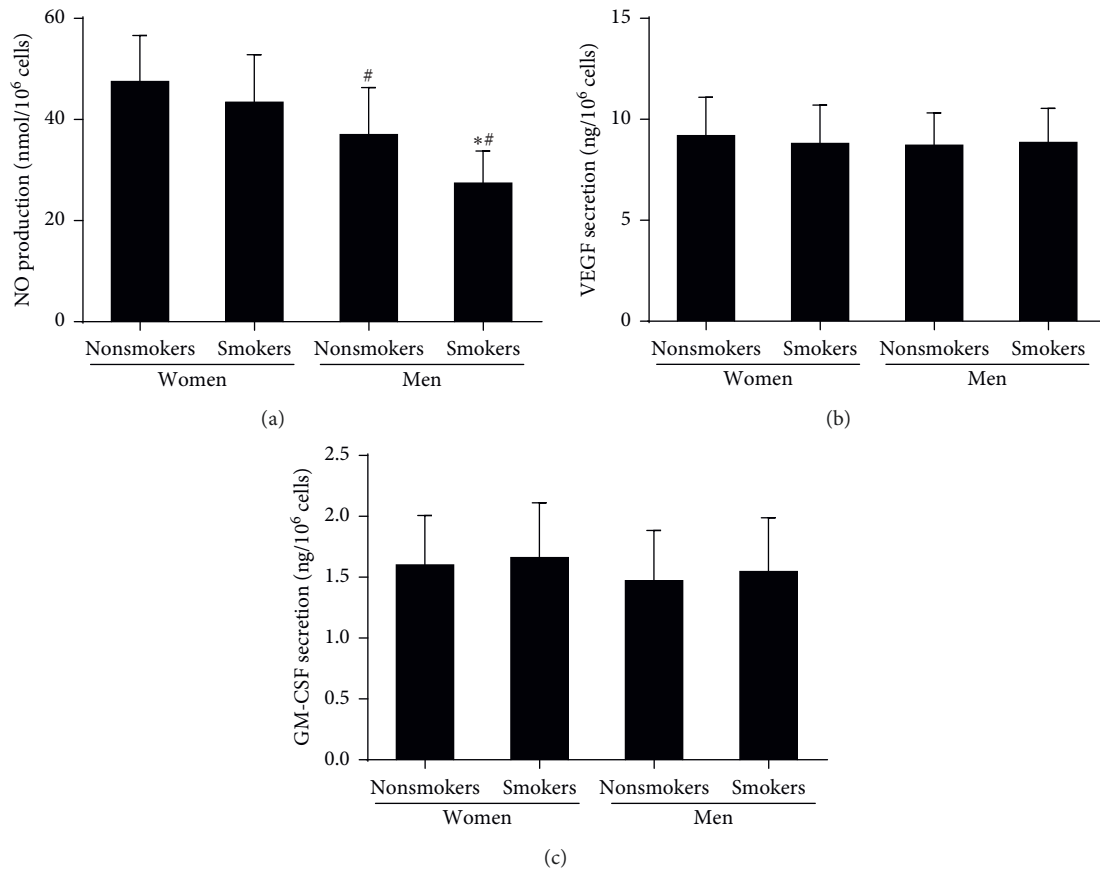 NO production (nmol/10⁶ cells)
60
40
20
0
#
*#
Nonsmokers Smokers Nonsmokers Smokers
Women Men
(a)
VEGF secretion (ng/10⁶ cells)
15
10
5
0
Nonsmokers Smokers Nonsmokers Smokers
Women Men
(b)
GM-CSF secretion (ng/10⁶ cells)
2.5
2.0
1.5
1.0
0.5
0.0
Nonsmokers Smokers Nonsmokers Smokers
Women Men
(c)